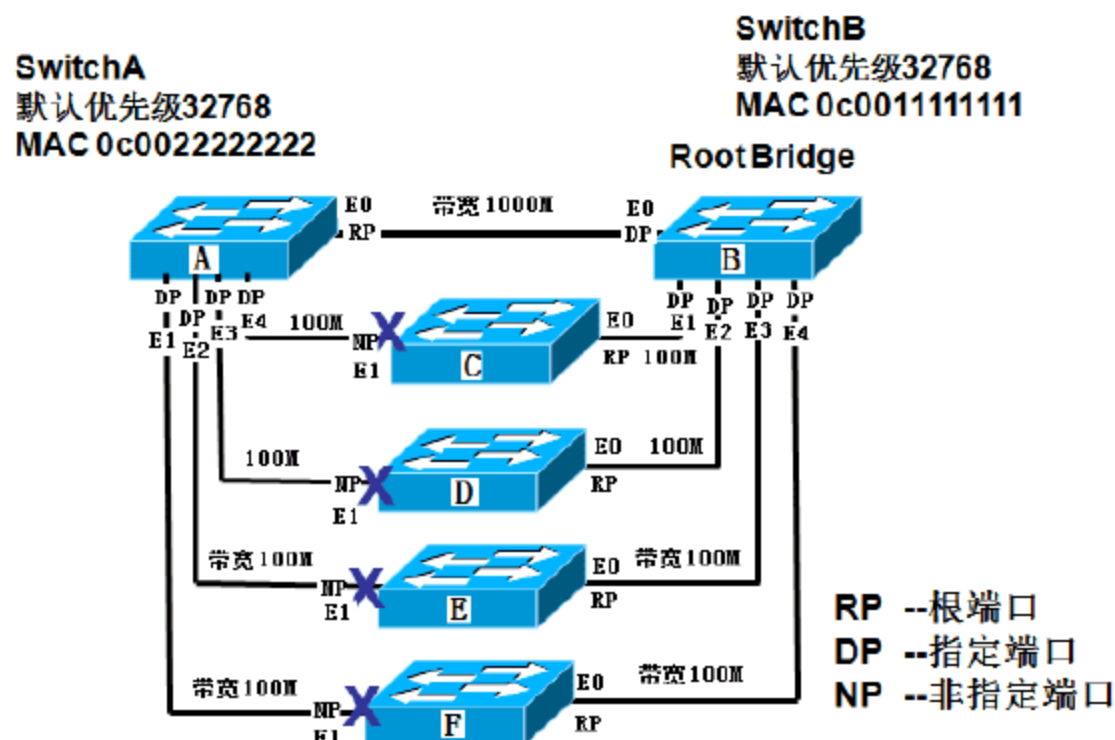 SwitchA
默认优先级32768
MAC 0c0022222222
SwitchB
默认优先级32768
MAC 0c0011111111
Root Bridge
E0
带宽1000M
E0
RP
DP
A
B
DP
DP
DP
DP
E1
E2
E3
E4
DP
DP
DP
DP
E1
E2
E3
E4
100M
NP
E1
C
E0
RP
100M
100M
NP
E1
D
E0
100M
RP
带宽100M
NP
E1
E
E0
带宽100M
RP
带宽100M
NP
E1
F
E0
带宽100M
RP
RP --根端口
DP --指定端口
NP --非指定端口